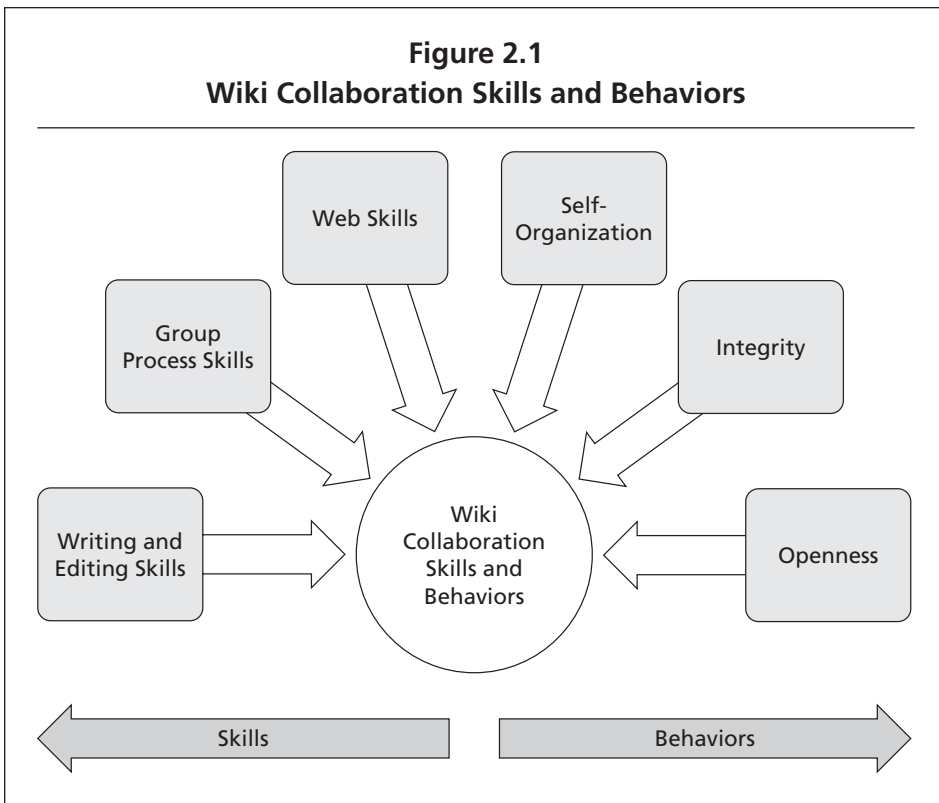 Figure 2.1
Wiki Collaboration Skills and Behaviors
Web Skills
Self-
Organization
Group
Process Skills
Integrity
Writing and
Editing Skills
Wiki
Collaboration
Skills and
Behaviors
Openness
Skills
Behaviors